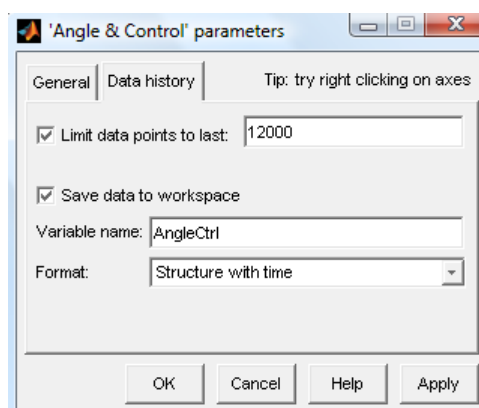 'Angle & Control' parameters
General Data history Tip: try right clicking on axes
Limit data points to last: 12000
Save data to workspace
Variable name: AngleCtrl
Format: Structure with time
OK Cancel Help Apply